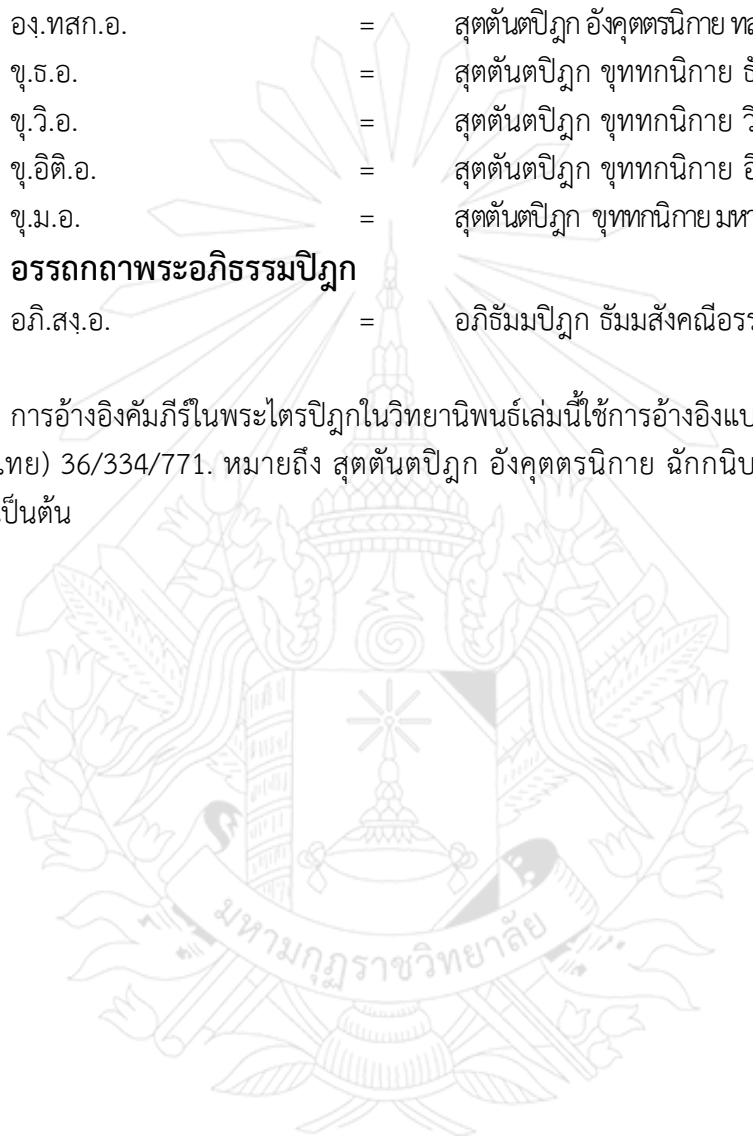 องฺ.ทสก.อ. = สุตตันตปิฎก อังคุตตรนิกาย
ขุ.ธ.อ. = สุตตันตปิฎก ขุททกนิกาย
ขุ.วิ.อ. = สุตตันตปิฎก ขุททกนิกาย
ขุ.อิติ.อ. = สุตตันตปิฎก ขุททกนิกาย
ขุ.ม.อ. = สุตตันตปิฎก ขุททกนิกาย มหา
อรรถกถาพระอภิธรรมปิฎก
อภิ.สงฺ.อ. = อภิธัมมปิฎก ธัมมสังคณีอรร
การอ้างอิงคัมภีร์ในพระไตรปิฎกในวิทยานิพนธ์เล่มนี้ใช้การอ้างอิงแบ
ไทย) 36/334/771. หมายถึง สุตตันตปิฎก อังคุตตรนิกาย ฉักกนิบ
เป็นต้น
มหามกุฏราชวิทยาลัย